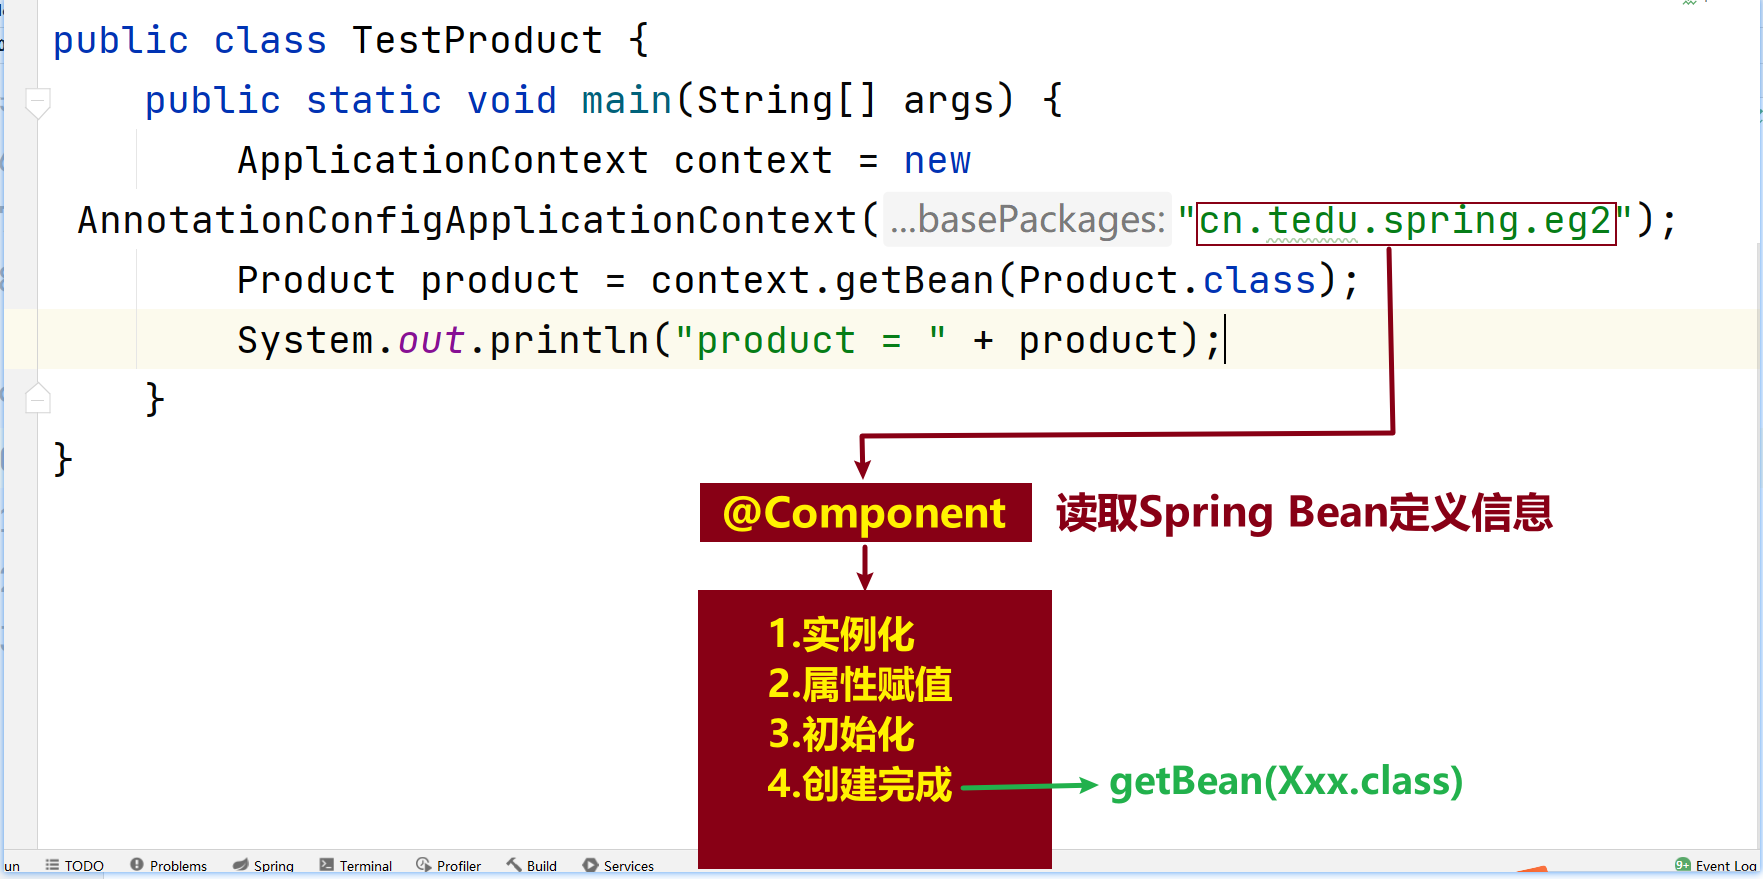 public class TestProduct {
public static void main(String[] args) {
ApplicationContext context = new
AnnotationConfigApplicationContext( ...basePackages: "cn.tedu.spring.eg2");
Product product = context.getBean(Product.class);
System.out.println("product = " + product);
}
}
@Component 读取Spring Bean定义信息
1.实例化
2.属性赋值
3.初始化
4.创建完成 getBean(Xxx.class)
un TODO Problems Spring Terminal Profiler Build Services 9+ Event Log